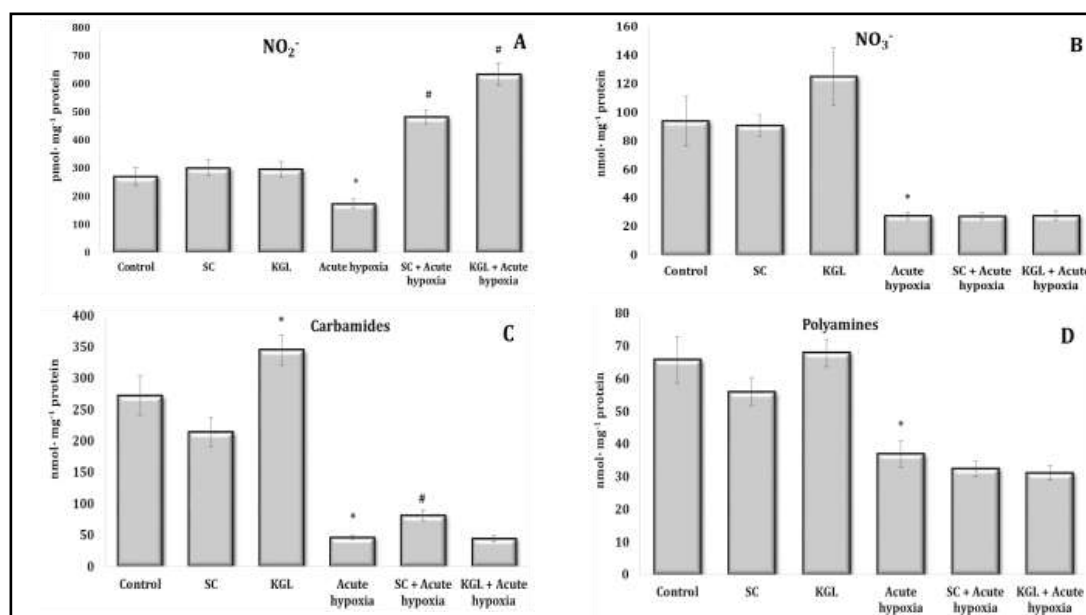 NO₂⁻
A
pmol· mg⁻¹ protein
800
700
600
500
400
300
200
100
0
*
#
#
Control
SC
KGL
Acute hypoxia
SC + Acute
hypoxia
KGL + Acute
hypoxia
NO₃⁻
B
nmol· mg⁻¹ protein
160
140
120
100
80
60
40
20
0
*
Control
SC
KGL
Acute
hypoxia
SC + Acute
hypoxia
KGL + Acute
hypoxia
Carbamides
C
nmol· mg⁻¹ protein
400
350
300
250
200
150
100
50
0
*
*
#
Control
SC
KGL
Acute
hypoxia
SC + Acute
hypoxia
KGL + Acute
hypoxia
Polyamines
D
nmol· mg⁻¹ protein
80
70
60
50
40
30
20
10
0
*
Control
SC
KGL
Acute
hypoxia
SC + Acute
hypoxia
KGL + Acute
hypoxia